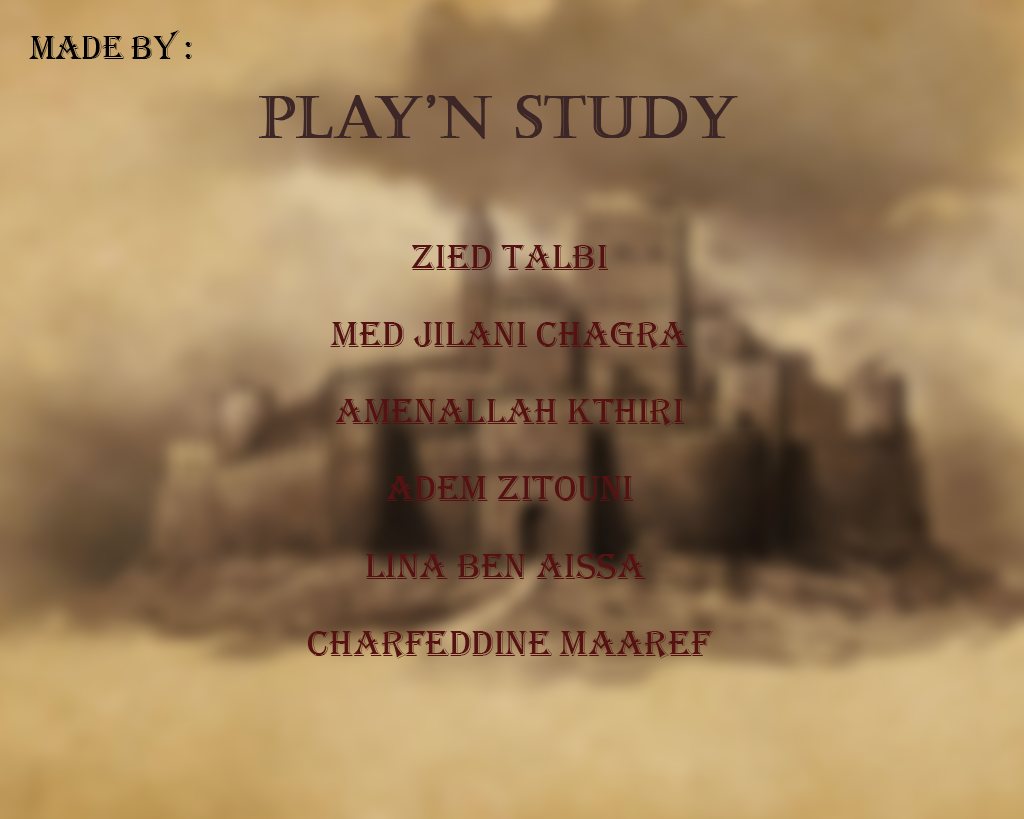 MADE BY :
PLAY'N STUDY
ZIED TALBI
MED JILANI CHAGRA
AMENALLAH KTHIRI
ADEM ZITOUNI
LINA BEN AISSA
CHARFEDDINE MAAREF